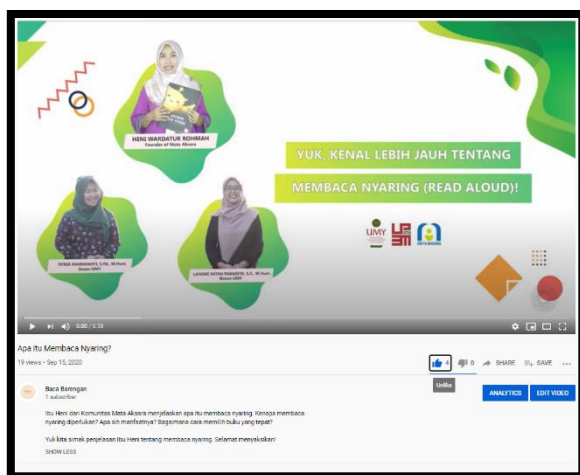 HENI WARDATUR ROHMAH
Founder of Mata Aksara
YUK, KENAL LEBIH JAUH TENTANG
MEMBACA NYARING (READ ALOUD)!
Dosen UMY
Dosen UMY
UMY
0:00
Apa itu Membaca Nyaring?
19 views • Sep 15, 2020
4
0
SHARE
SAVE
Unlike
Baca Barengan
1 subscriber
ANALYTICS
EDIT VIDEO
Ibu Heni dari Komunitas Mata Aksara menjelaskan apa itu membaca nyaring. Kenapa membaca
nyaring diperlukan? Apa sih manfaatnya? Bagaimana cara memilih buku yang tepat?
Yuk kita simak penjelasan Ibu Heni tentang membaca nyaring. Selamat menyaksikan!
SHOW LESS